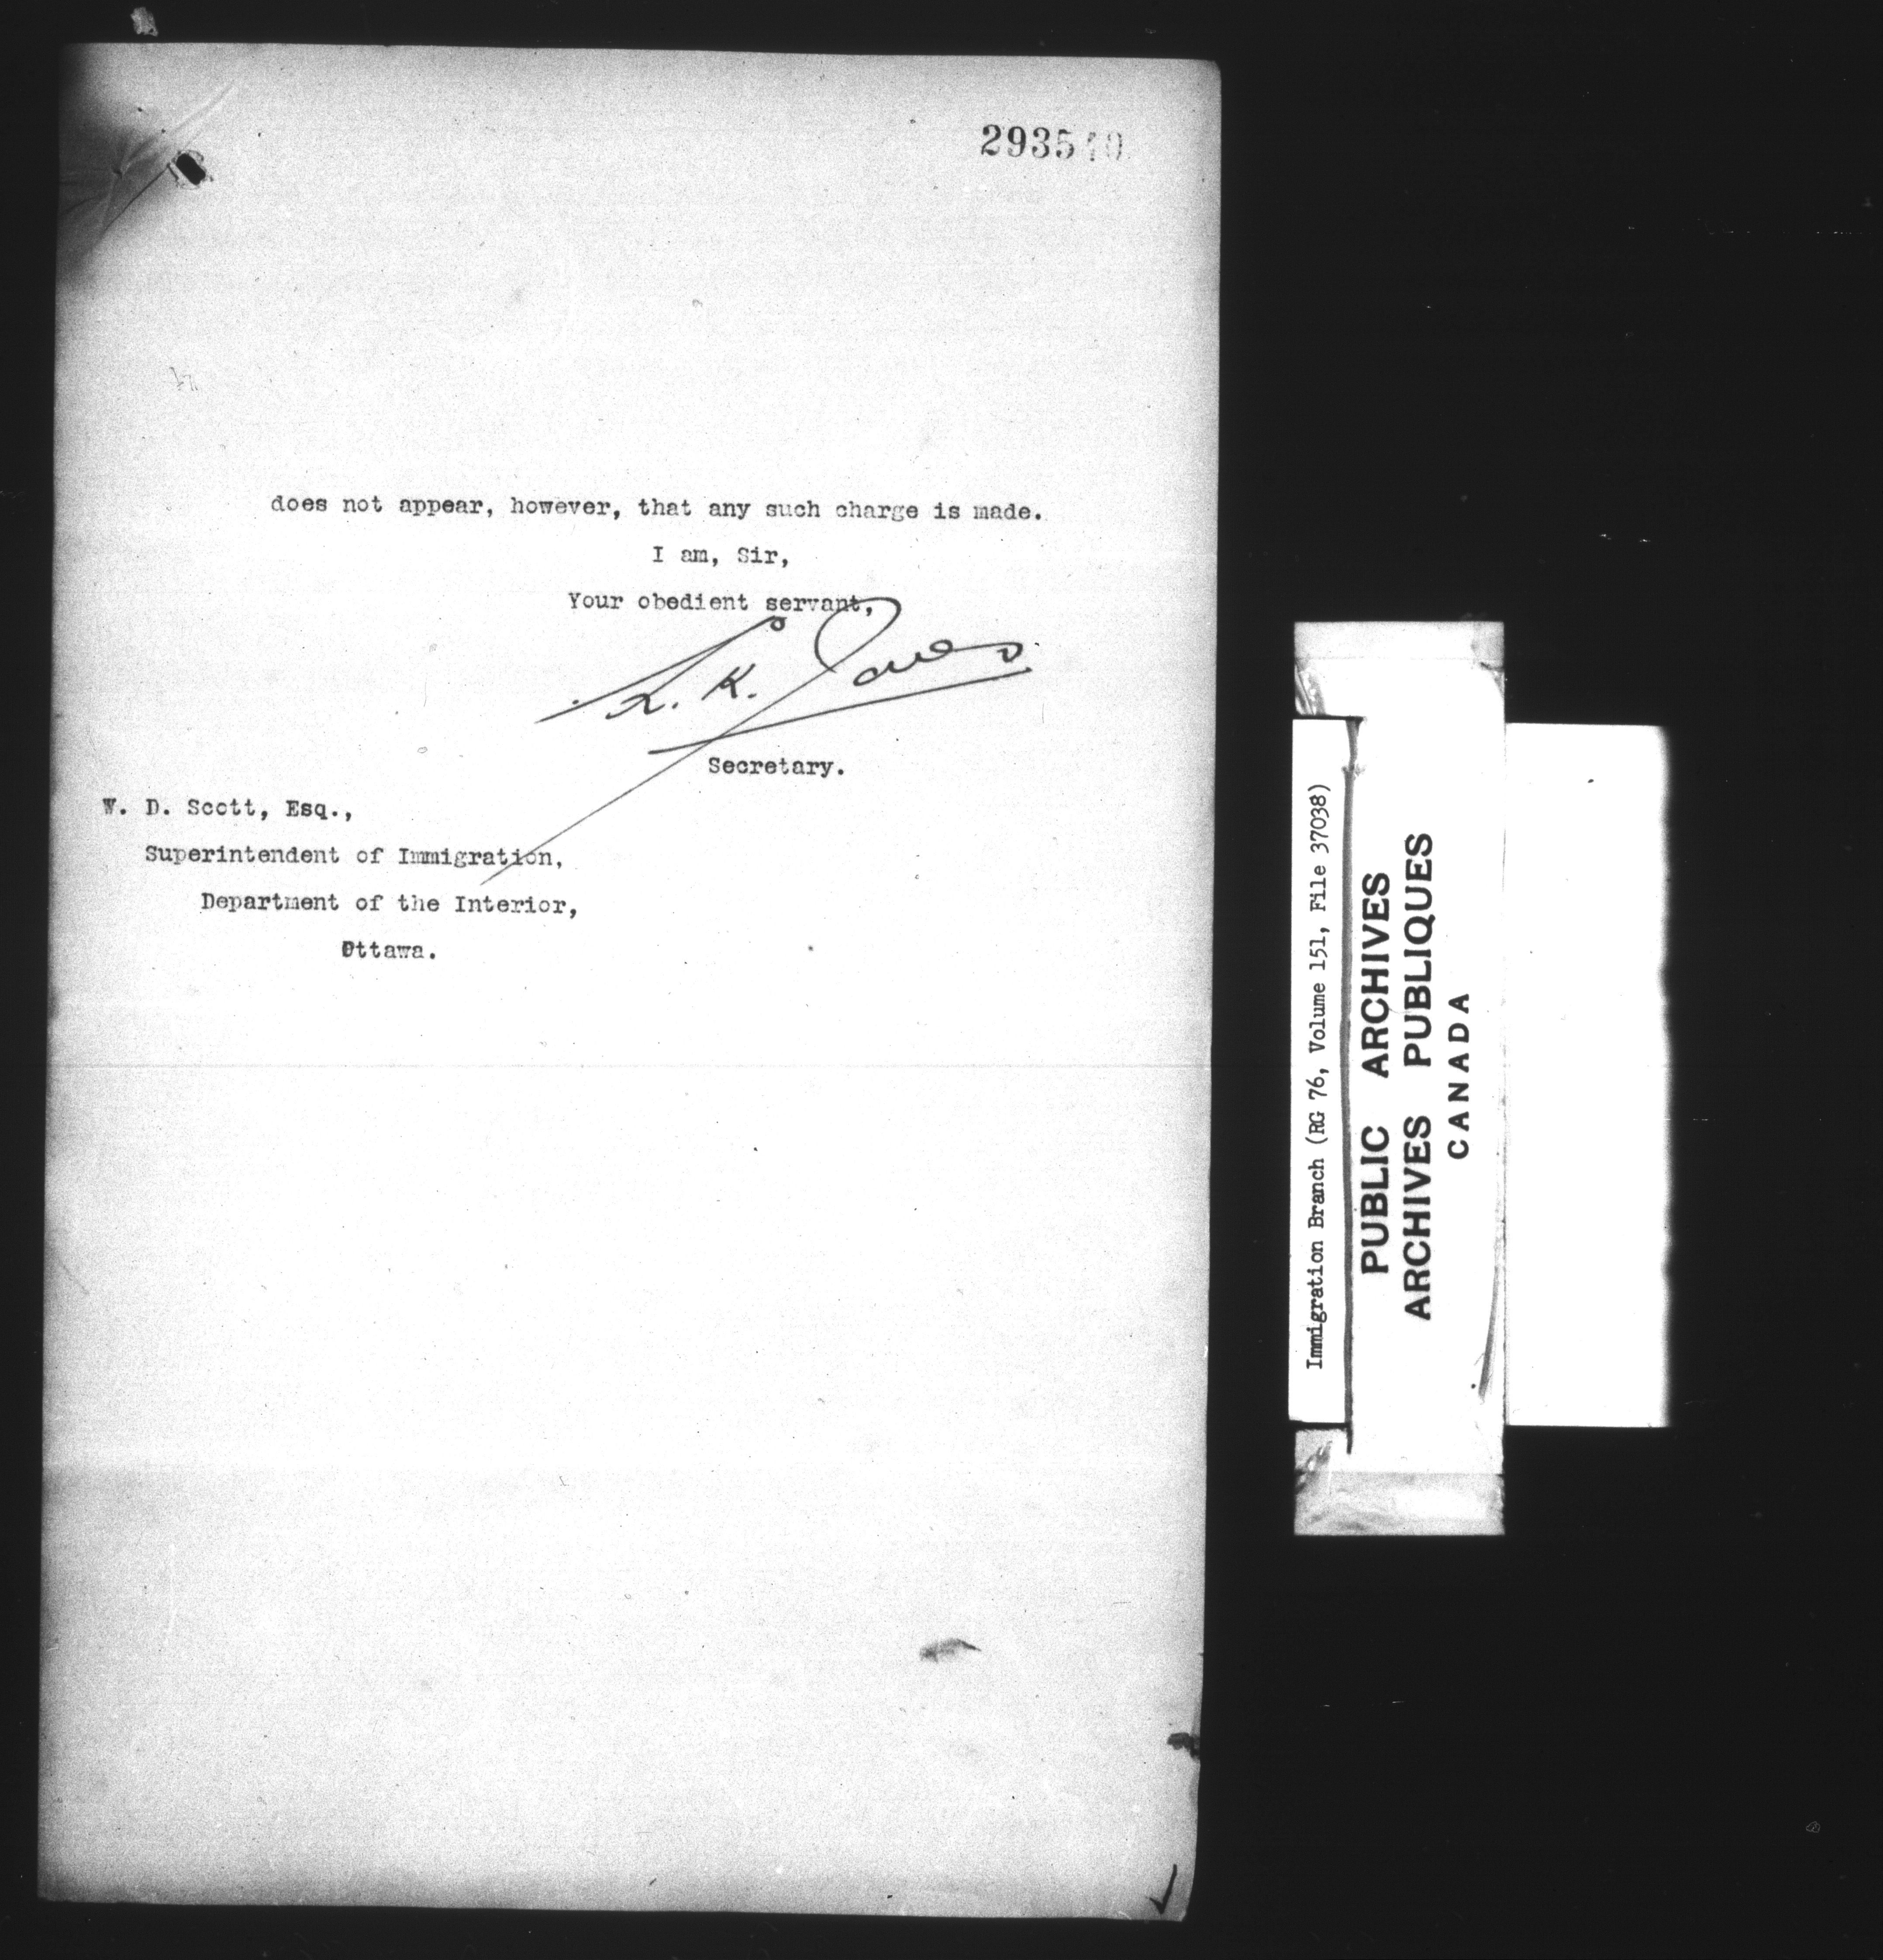 293540
does not appear, however, that any such charge is made.
I am, Sir,
Your obedient servant,
L. K. Jones
Secretary.
W. D. Scott, Esq.,
Superintendent of Immigration,
Department of the Interior,
Ottawa.
Immigration Branch (RG 76, Volume 151, File 37038)
PUBLIC ARCHIVES
ARCHIVES PUBLIQUES
CANADA